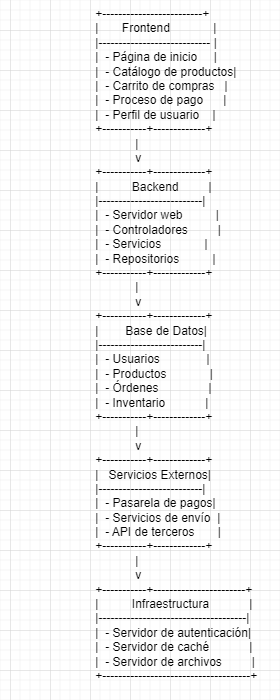 +-------------------------+
|       Frontend              |
|---------------------------- |
|  - Página de inicio     |
|  - Catálogo de productos|
|  - Carrito de compras   |
|  - Proceso de pago       |
|  - Perfil de usuario    |
+-----------+-------------+
|
v
+-----------+-------------+
|          Backend          |
|--------------------------|
|  - Servidor web           |
|  - Controladores          |
|  - Servicios              |
|  - Repositorios          |
+-----------+-------------+
|
v
+-----------+-------------+
|        Base de Datos|
|--------------------------|
|  - Usuarios               |
|  - Productos              |
|  - Órdenes                |
|  - Inventario             |
+-----------+-------------+
|
v
+-----------+-------------+
|   Servicios Externos|
|--------------------------|
|  - Pasarela de pagos|
|  - Servicios de envío  |
|  - API de terceros      |
+-----------+-------------+
|
v
+-----------+-----------------------+
|          Infraestructura            |
|-------------------------------------|
|  - Servidor de autenticación|
|  - Servidor de caché            |
|  - Servidor de archivos         |
+-------------------------------------+